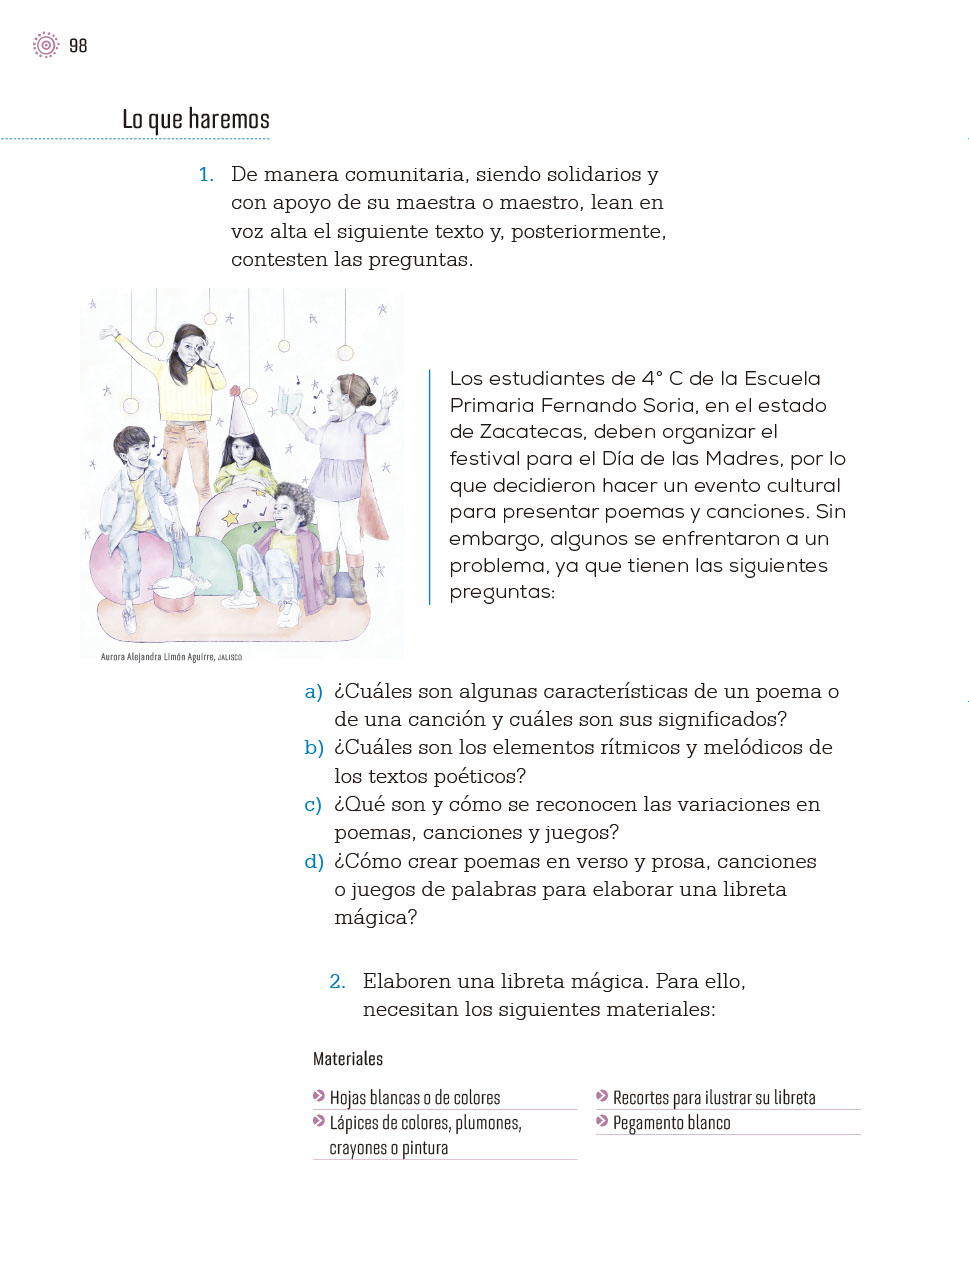 98
Lo que haremos
1. De manera comunitaria, siendo solidarios y
con apoyo de su maestra o maestro, lean en
voz alta el siguiente texto y, posteriormente,
contesten las preguntas.
Los estudiantes de 4° C de la Escuela
Primaria Fernando Soria, en el estado
de Zacatecas, deben organizar el
festival para el Día de las Madres, por lo
que decidieron hacer un evento cultural
para presentar poemas y canciones. Sin
embargo, algunos se enfrentaron a un
problema, ya que tienen las siguientes
preguntas:
Aurora Alejandra Limón Aguirre, JALISCO
a) ¿Cuáles son algunas características de un poema o
de una canción y cuáles son sus significados?
b) ¿Cuáles son los elementos rítmicos y melódicos de
los textos poéticos?
c) ¿Qué son y cómo se reconocen las variaciones en
poemas, canciones y juegos?
d) ¿Cómo crear poemas en verso y prosa, canciones
o juegos de palabras para elaborar una libreta
mágica?
2. Elaboren una libreta mágica. Para ello,
necesitan los siguientes materiales:
Materiales
Hojas blancas o de colores
Lápices de colores, plumones,
crayones o pintura
Recortes para ilustrar su libreta
Pegamento blanco